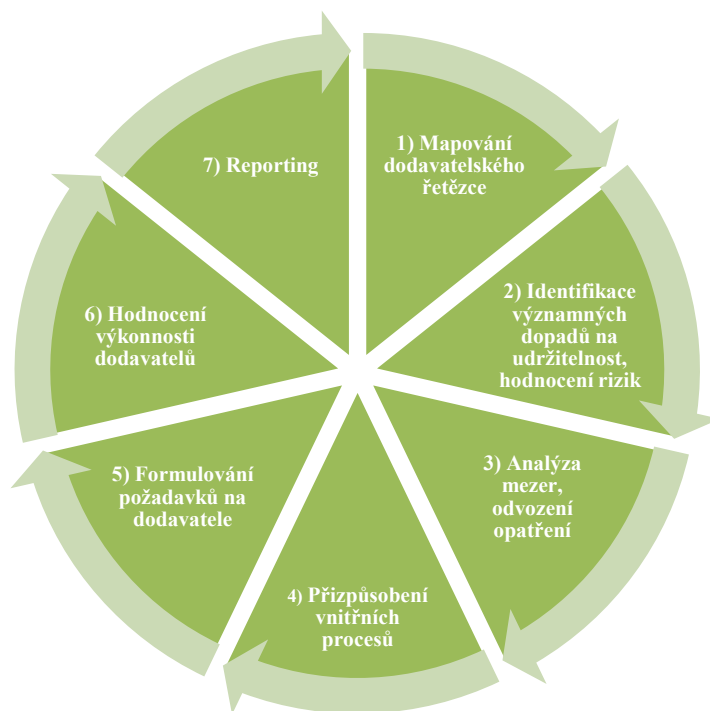 1) Mapování
dodavatelského
řetězce
2) Identifikace
významných
dopadů na
udržitelnost,
hodnocení rizik
3) Analýza
mezer,
odvození
opatření
4) Přizpůsobení
vnitřních
procesů
5) Formulování
požadavků na
dodavatele
6) Hodnocení
výkonnosti
dodavatelů
7) Reporting